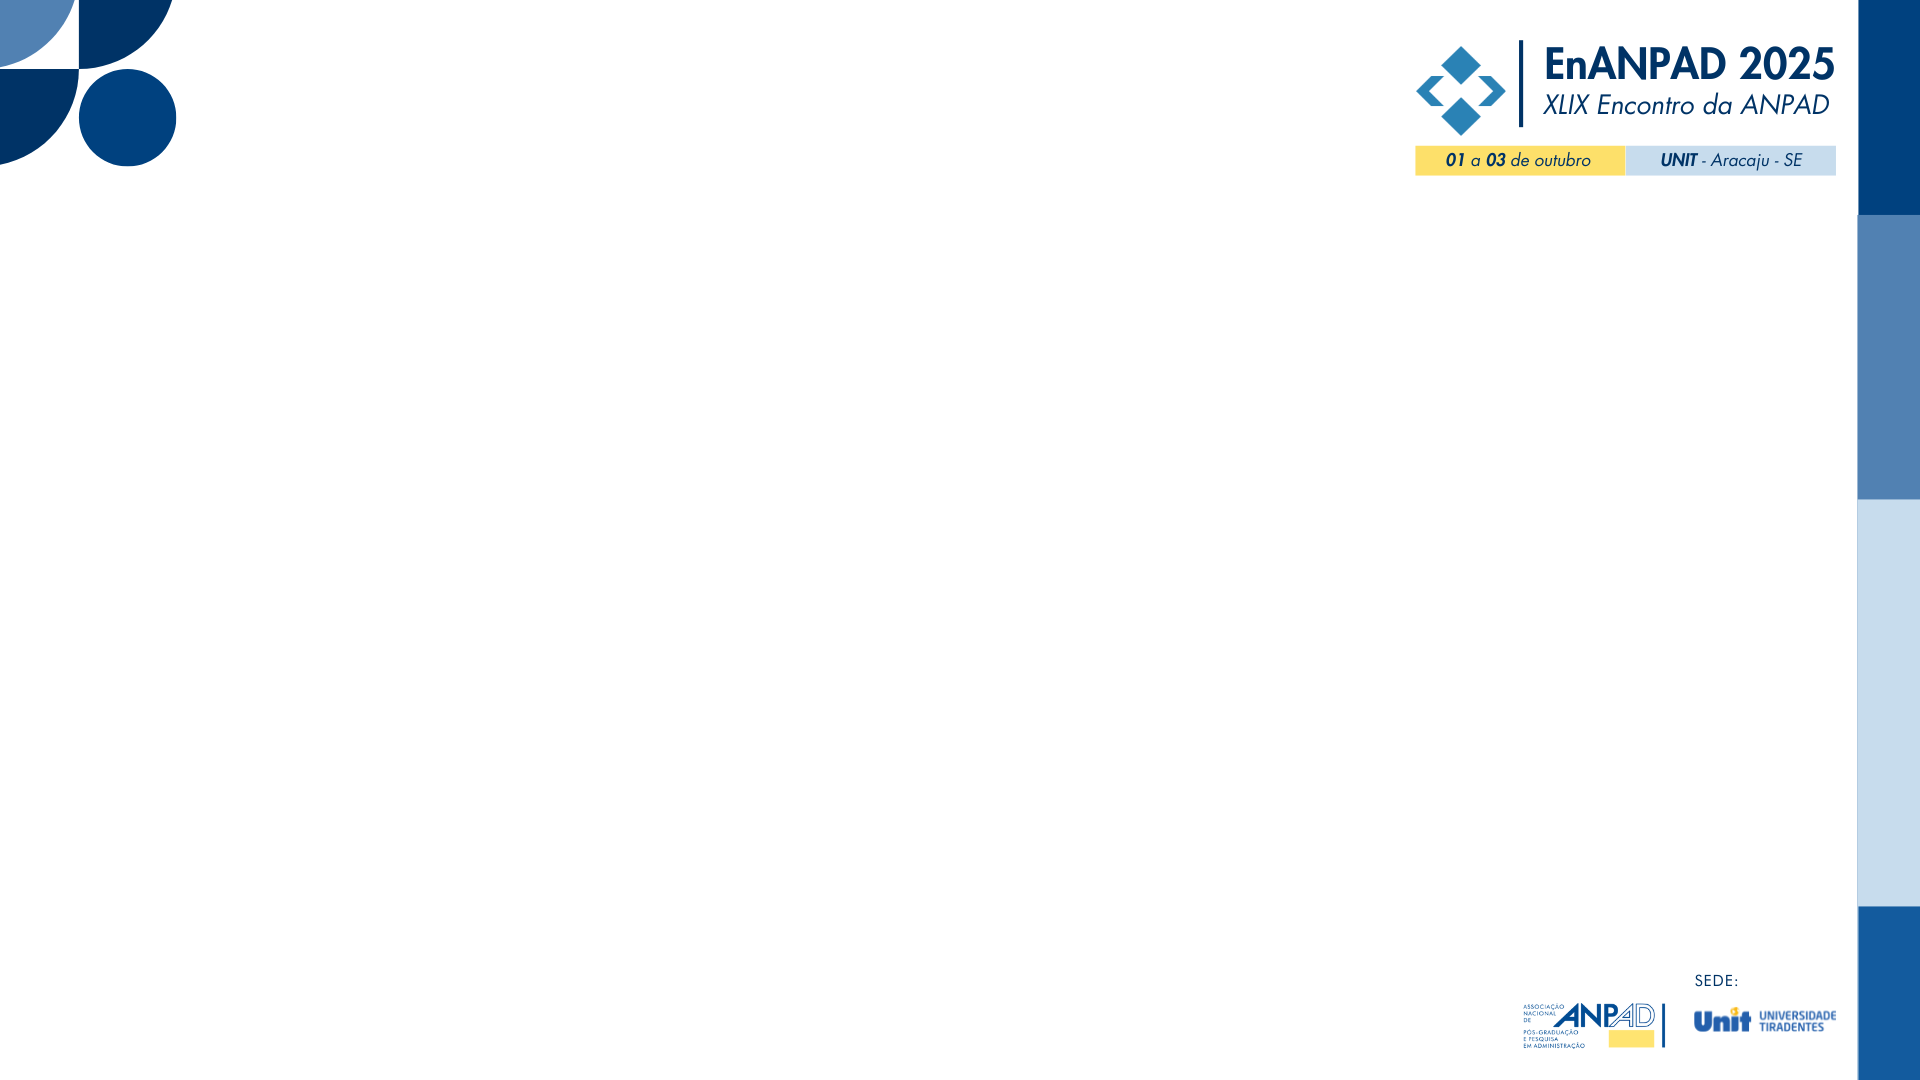 EnANPAD 2025
XLIX Encontro da ANPAD
01 a 03 de outubro
UNIT - Aracaju - SE
SEDE:
ASSOCIAÇÃO
NACIONAL
DE
ANPAD
PÓS-GRADUAÇÃO
E PESQUISA
EM ADMINISTRAÇÃO
Unit UNIVERSIDADE
TIRADENTES